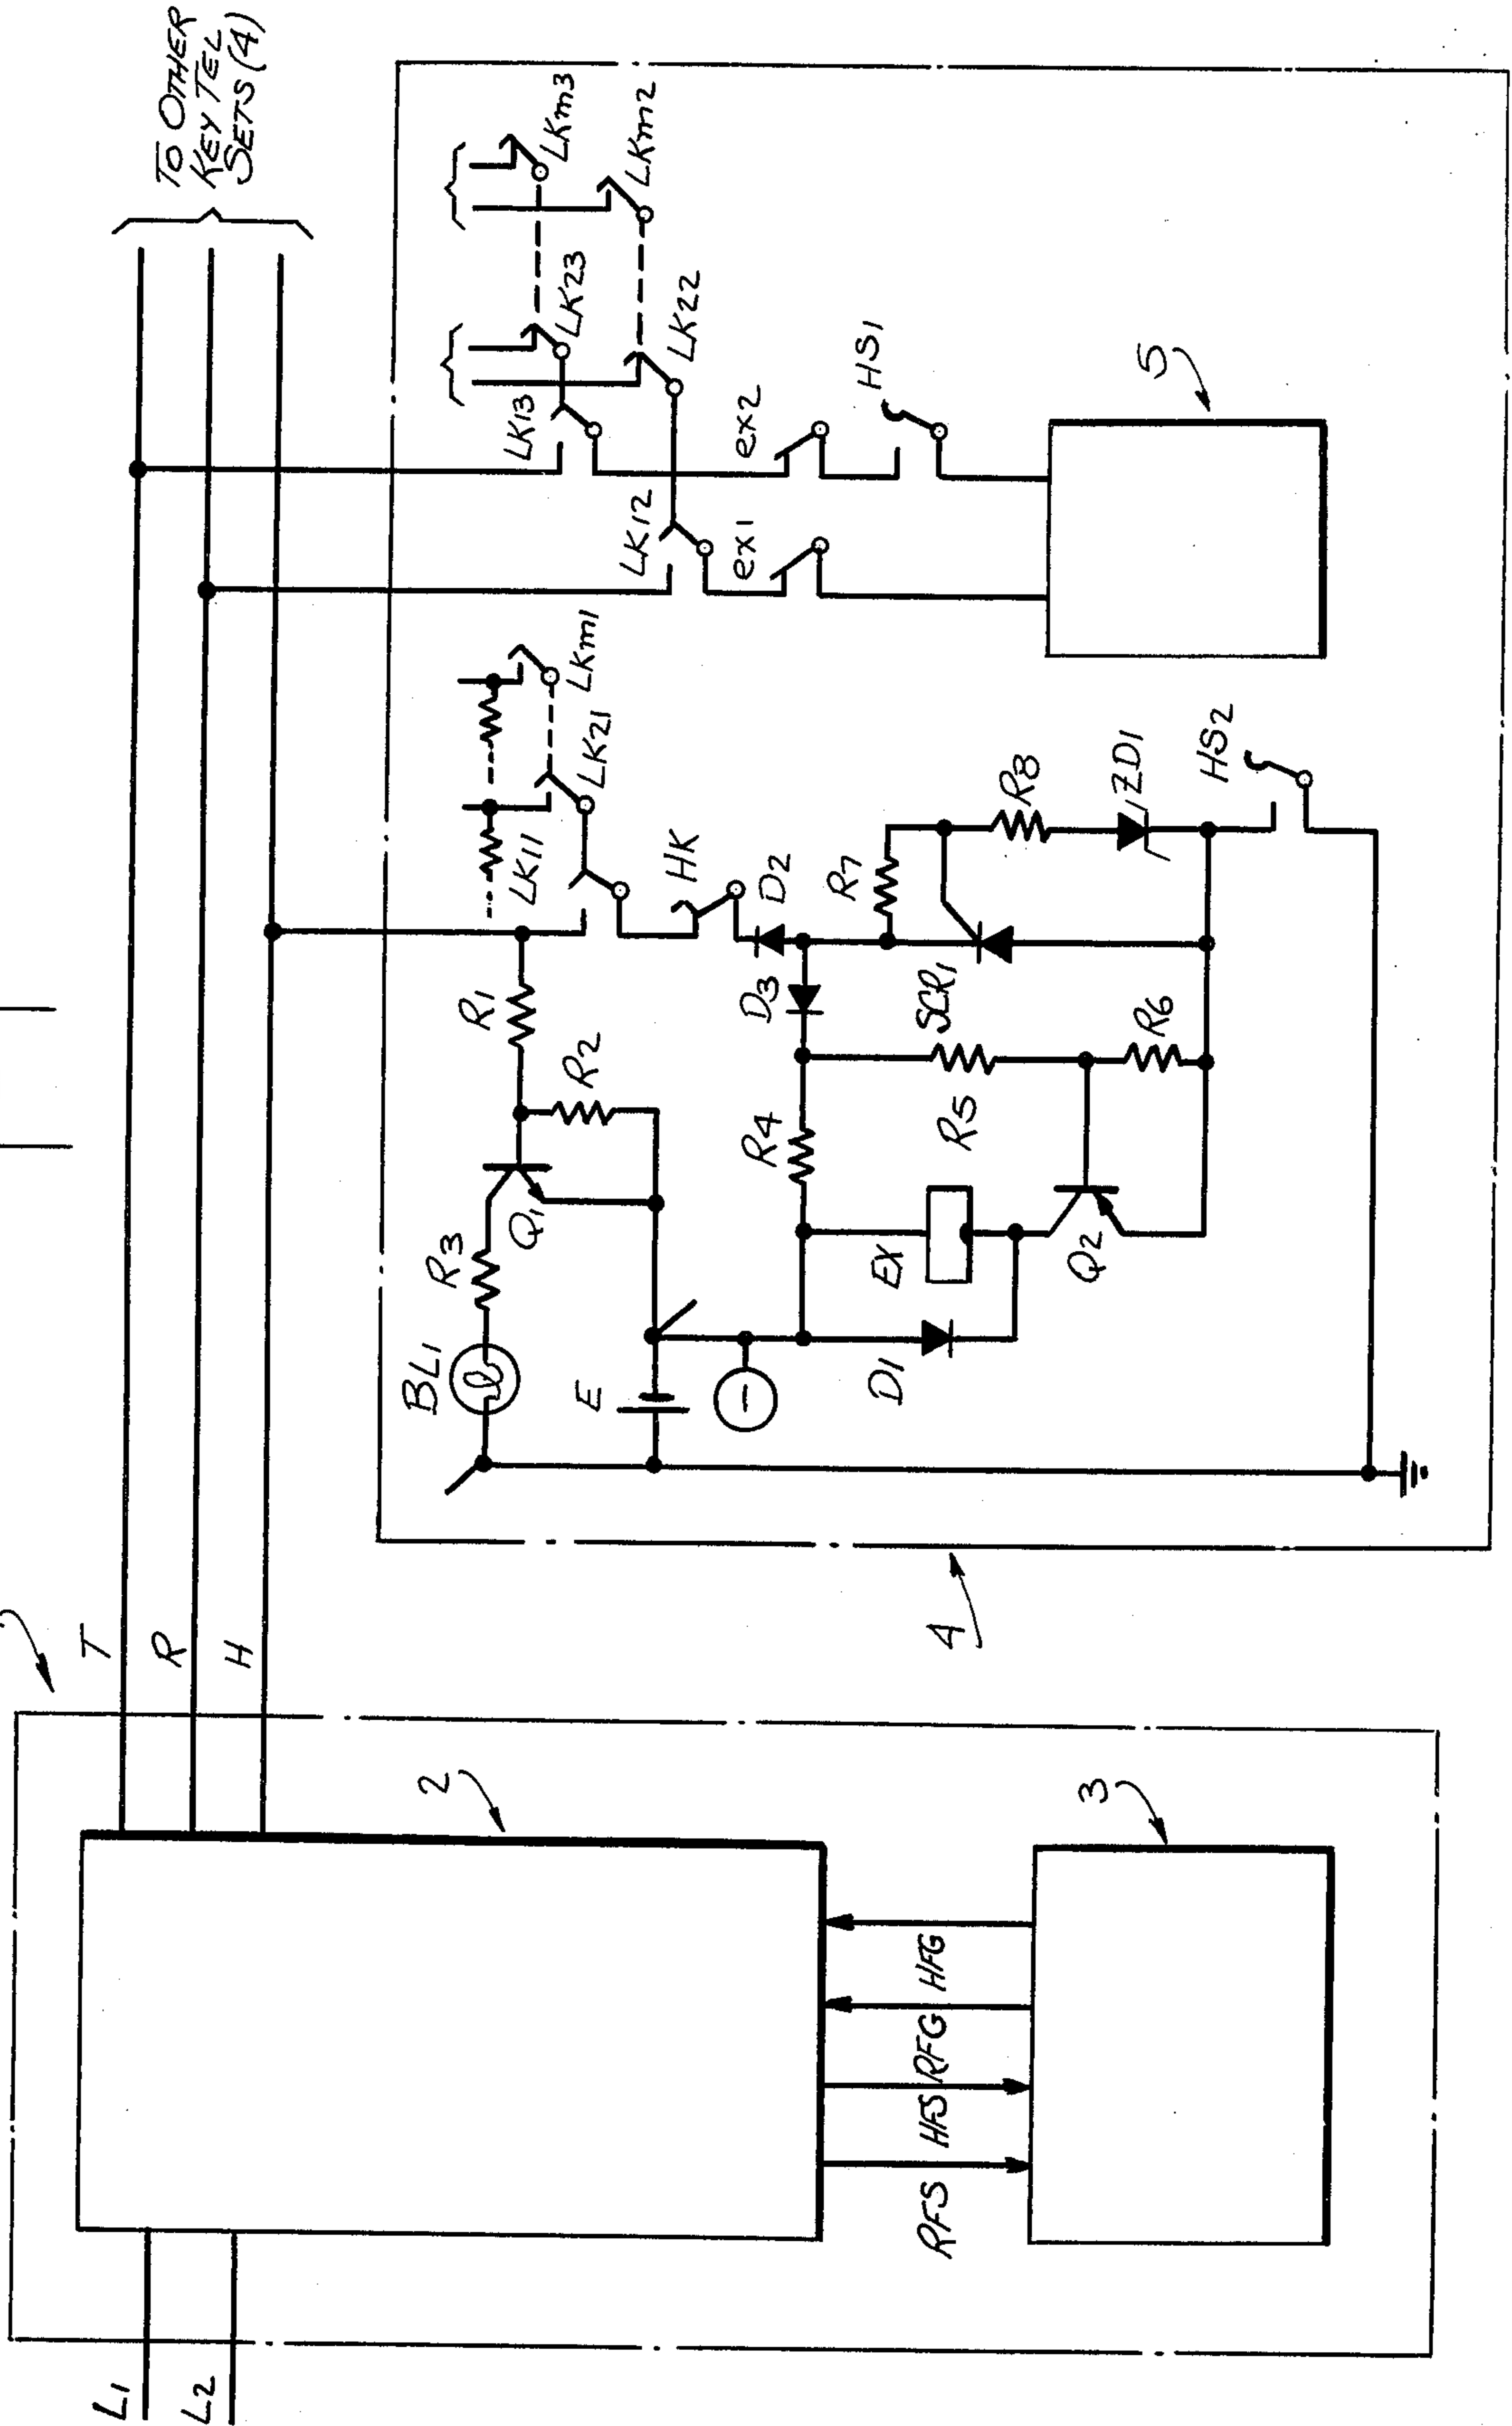 TO OTHER
KEY TEL
SETS (4)
T
R
H
L1
L2
2
3
RFS
HFS
RFG
HFG
4
BL1
R3
Q1
R1
R2
E
−
LK11
LK21
LKm1
HK
D2
D3
R4
EX
D1
R5
Q2
R6
SCR1
R7
R8
ZD1
HS2
LK12
LK13
LK22
LK23
LKm2
LKm3
ex1
ex2
HS1
5